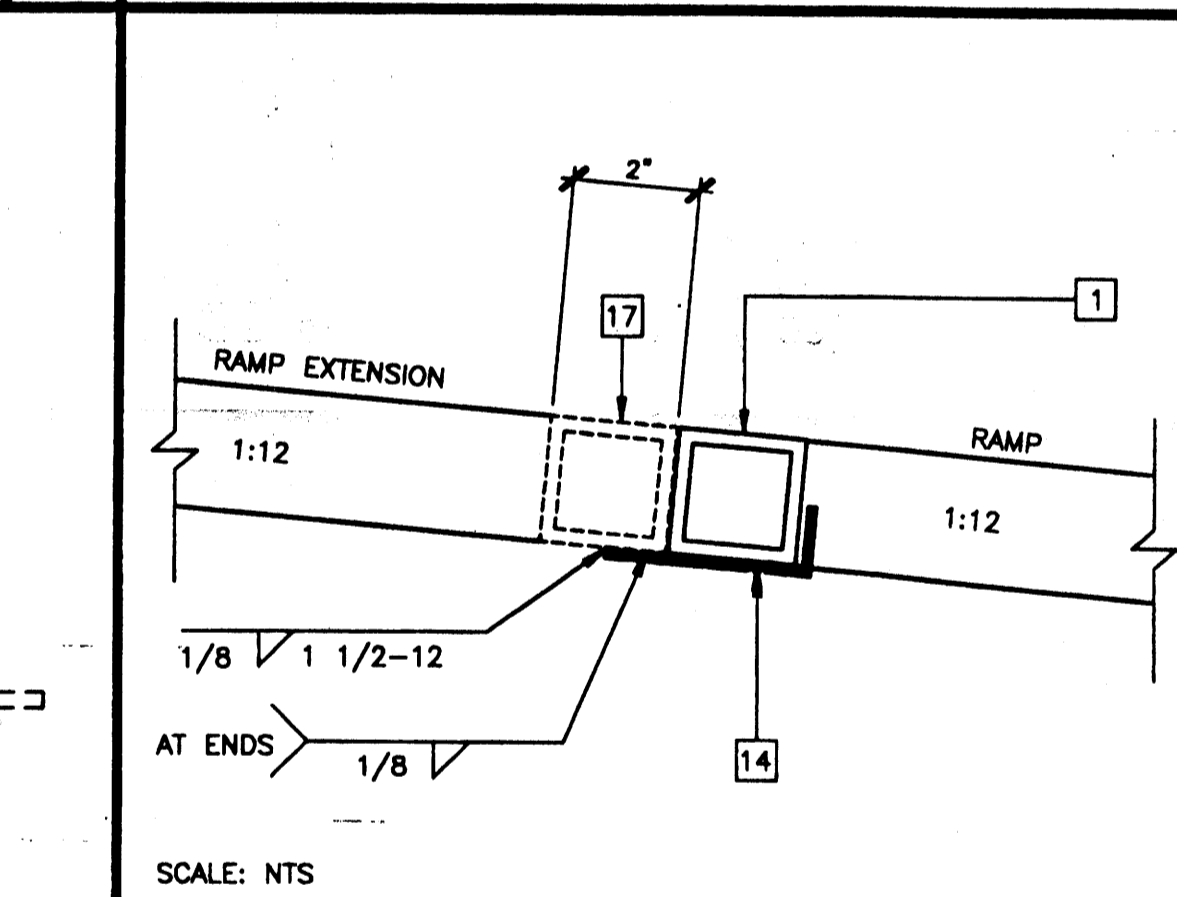 2"
17
1
RAMP EXTENSION
RAMP
1:12
1:12
1/8 1 1/2-12
AT ENDS
1/8
14
SCALE: NTS